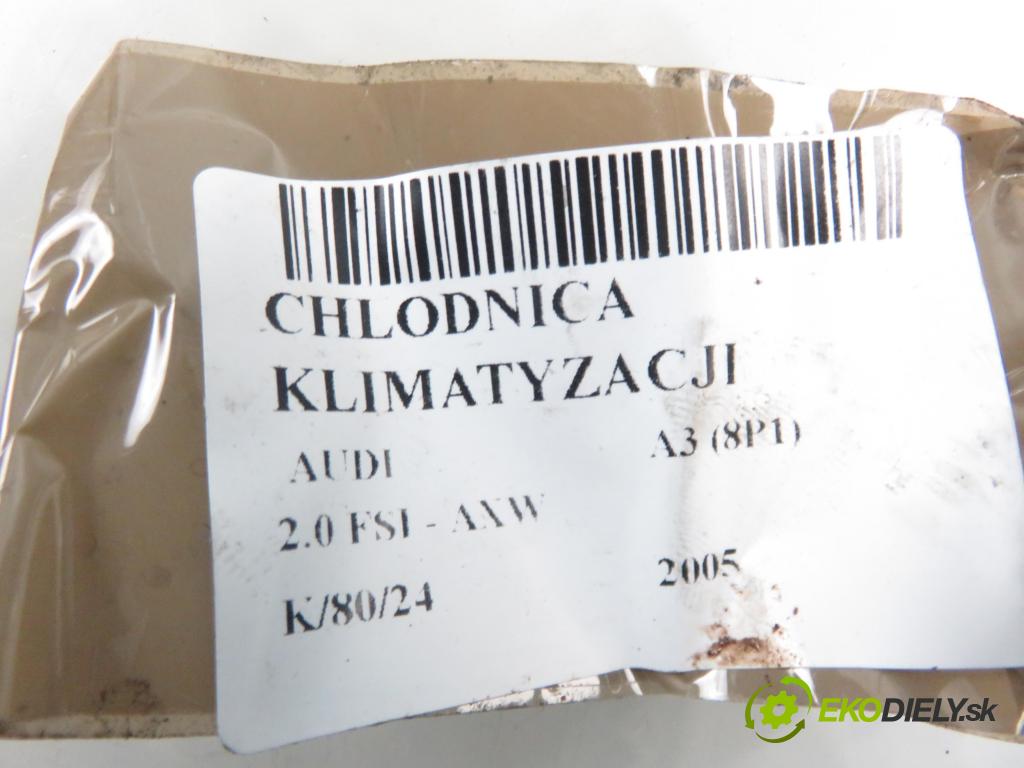 CHLODNICA
KLIMATYZACJI
AUDI A3 (8P1)
2.0 FSI - AXW
K/80/24 2005
EKODIELY.sk